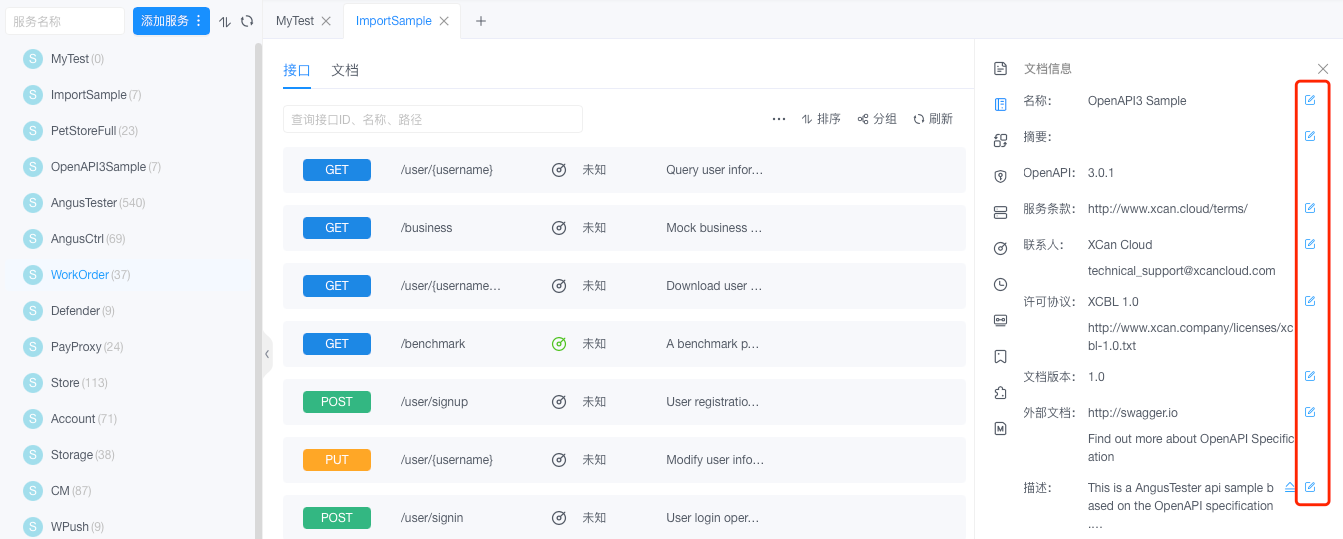 服务名称
添加服务
MyTest(0)
ImportSample(7)
PetStoreFull(23)
OpenAPI3Sample(7)
AngusTester(540)
AngusCtrl(69)
WorkOrder(37)
Defender(9)
PayProxy(24)
Store(113)
Account(71)
Storage(38)
CM(87)
WPush(9)
MyTest
ImportSample
接口 文档
查询接口ID、名称、路径
排序 分组 刷新
GET /user/{username} 未知 Query user infor...
GET /business 未知 Mock business ...
GET /user/{username... 未知 Download user ...
GET /benchmark 未知 A benchmark p...
POST /user/signup 未知 User registratio...
PUT /user/{username} 未知 Modify user info...
POST /user/signin 未知 User login oper...
文档信息
名称： OpenAPI3 Sample
摘要：
OpenAPI： 3.0.1
服务条款： http://www.xcan.cloud/terms/
联系人： XCan Cloud
technical_support@xcancloud.com
许可协议： XCBL 1.0
http://www.xcan.company/licenses/xc
bl-1.0.txt
文档版本： 1.0
外部文档： http://swagger.io
Find out more about OpenAPI Specific
ation
描述： This is a AngusTester api sample b
ased on the OpenAPI specification
....